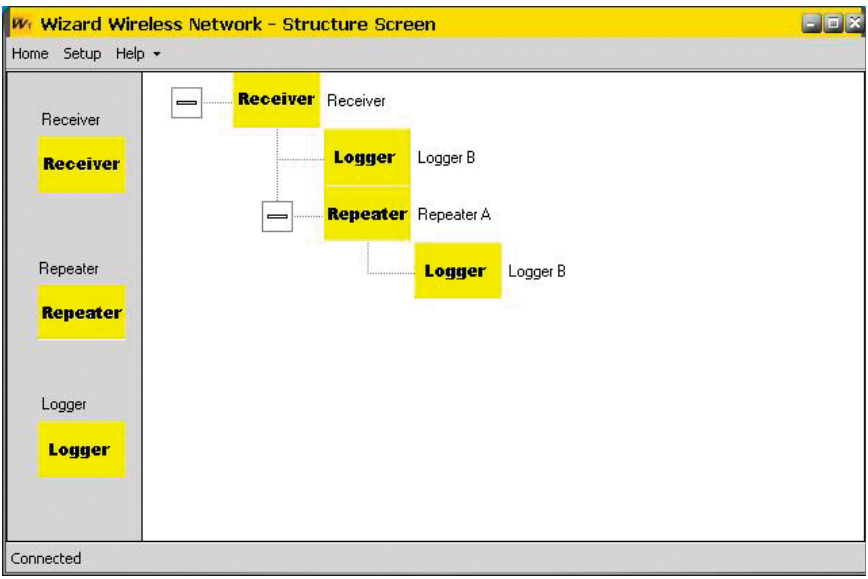 Wizard Wireless Network - Structure Screen
Home Setup Help
Receiver
Receiver
Repeater
Repeater
Logger
Logger
Receiver Receiver
Logger Logger B
Repeater Repeater A
Logger Logger B
Connected